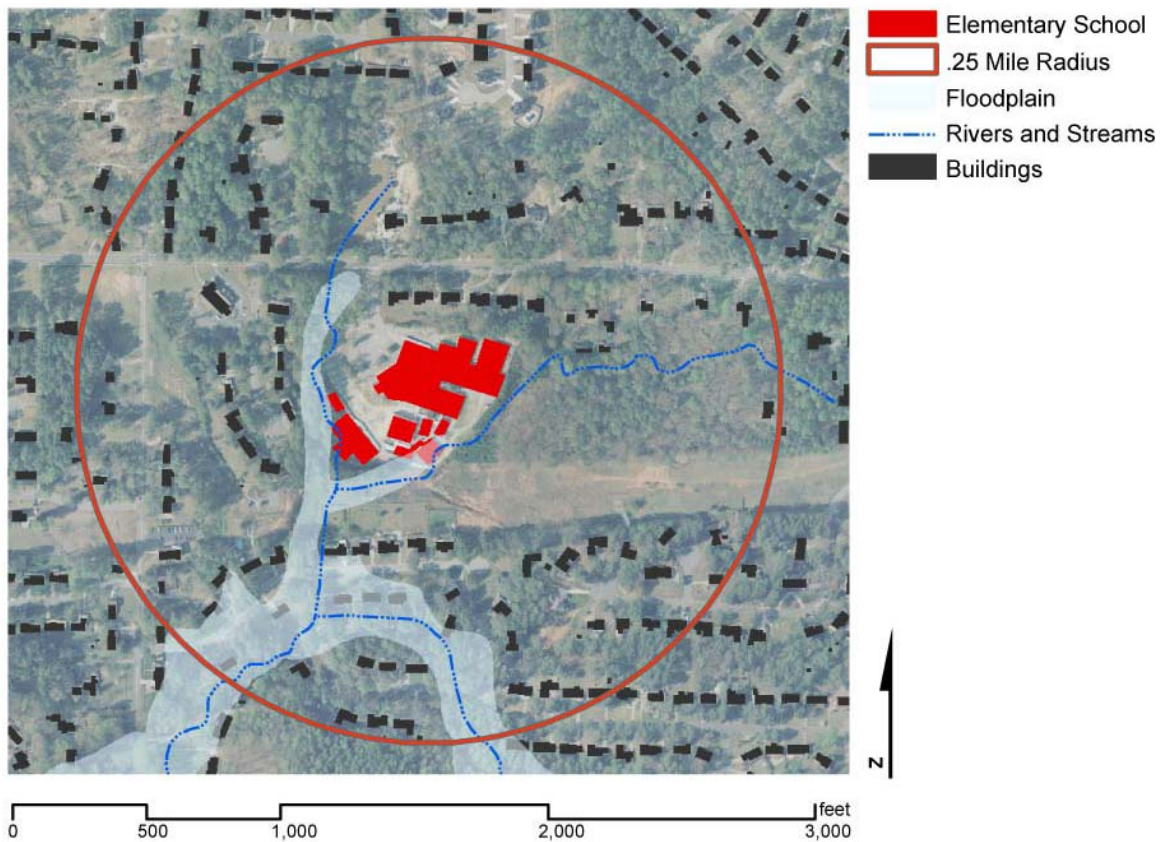 Elementary School
.25 Mile Radius
Floodplain
Rivers and Streams
Buildings
N
feet
0 500 1,000 2,000 3,000